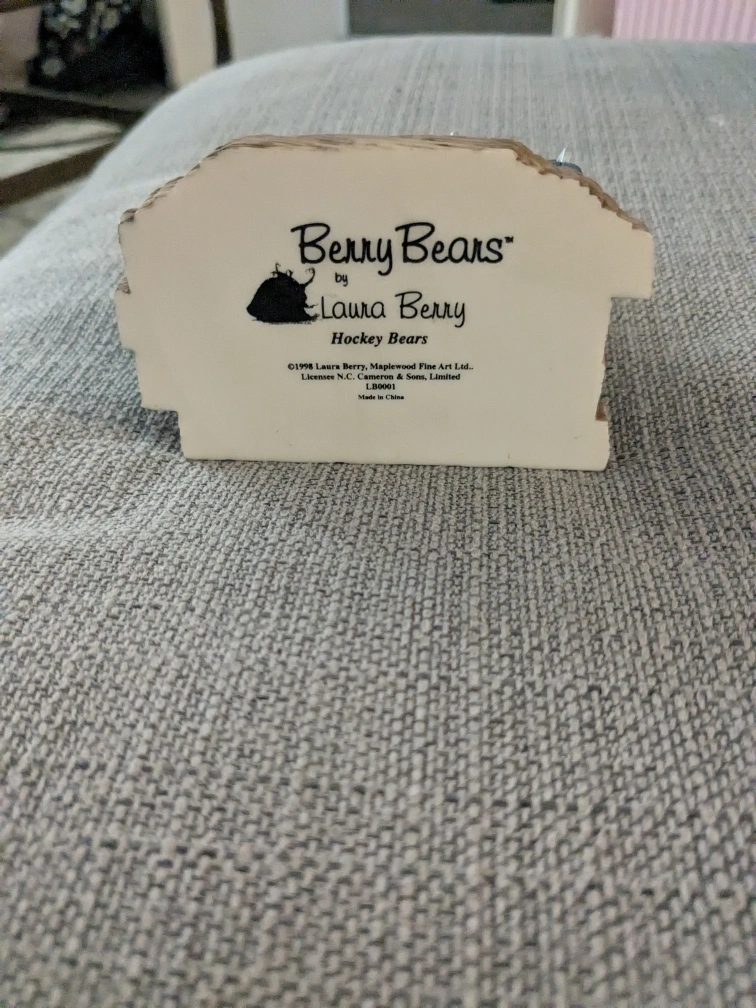 Berry Bears™
by
Laura Berry
Hockey Bears
©1998 Laura Berry, Maplewood Fine Art Ltd..
Licensee N.C. Cameron & Sons, Limited
LB0001
Made in China